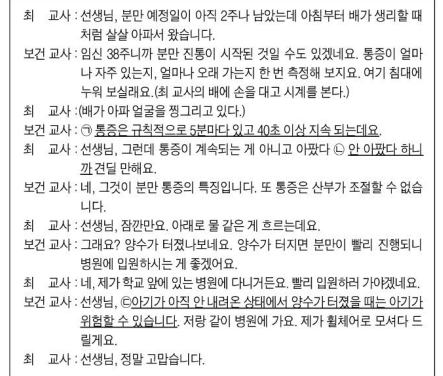 최 교사 : 선생님, 분만 예정일이 아직 2주나 남았는데 아침부터 배가 생리할 때
처럼 살살 아파서 왔습니다.
보건 교사 : 임신 38주니까 분만 진통이 시작된 것일 수도 있겠네요. 통증이 얼마
나 자주 있는지, 얼마나 오래 가는지 한 번 측정해 보지요. 여기 침대에
누워 보실래요.(최 교사의 배에 손을 대고 시계를 본다.)
최 교사 :(배가 아파 얼굴을 찡그리고 있다.)
보건 교사 : ㉠ 통증은 규칙적으로 5분마다 있고 40초 이상 지속 되는데요.
최 교사 : 선생님, 그런데 통증이 계속되는 게 아니고 아팠다 ㉡ 안 아팠다 하니
까 견딜 만해요.
보건 교사 : 네, 그것이 분만 통증의 특징입니다. 또 통증은 산부가 조절할 수 없습
니다.
최 교사 : 선생님, 잠깐만요. 아래로 물 같은 게 흐르는데요.
보건 교사 : 그래요? 양수가 터졌나보네요. 양수가 터지면 분만이 빨리 진행되니
병원에 입원하시는 게 좋겠어요.
최 교사 : 네, 제가 학교 앞에 있는 병원에 다니거든요. 빨리 입원하러 가야겠네요.
보건 교사 : 선생님, ㉢아기가 아직 안 내려온 상태에서 양수가 터졌을 때는 아기가
위험할 수 있습니다. 저랑 같이 병원에 가요. 제가 휠체어로 모셔다 드
릴게요.
최 교사 : 선생님, 정말 고맙습니다.